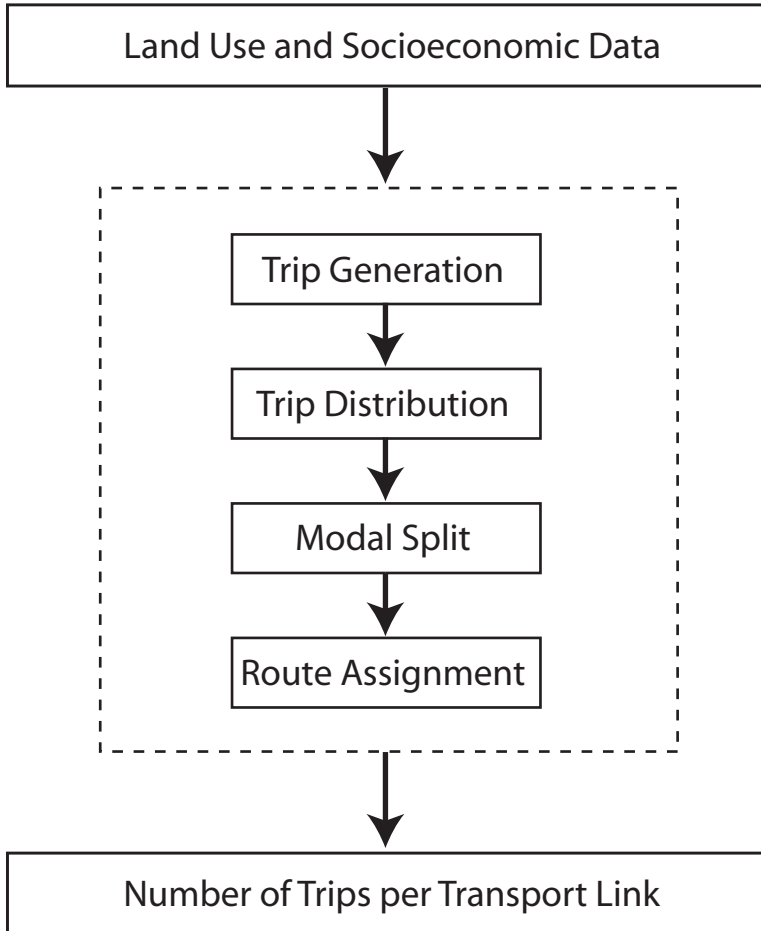 Land Use and Socioeconomic Data
Trip Generation
Trip Distribution
Modal Split
Route Assignment
Number of Trips per Transport Link